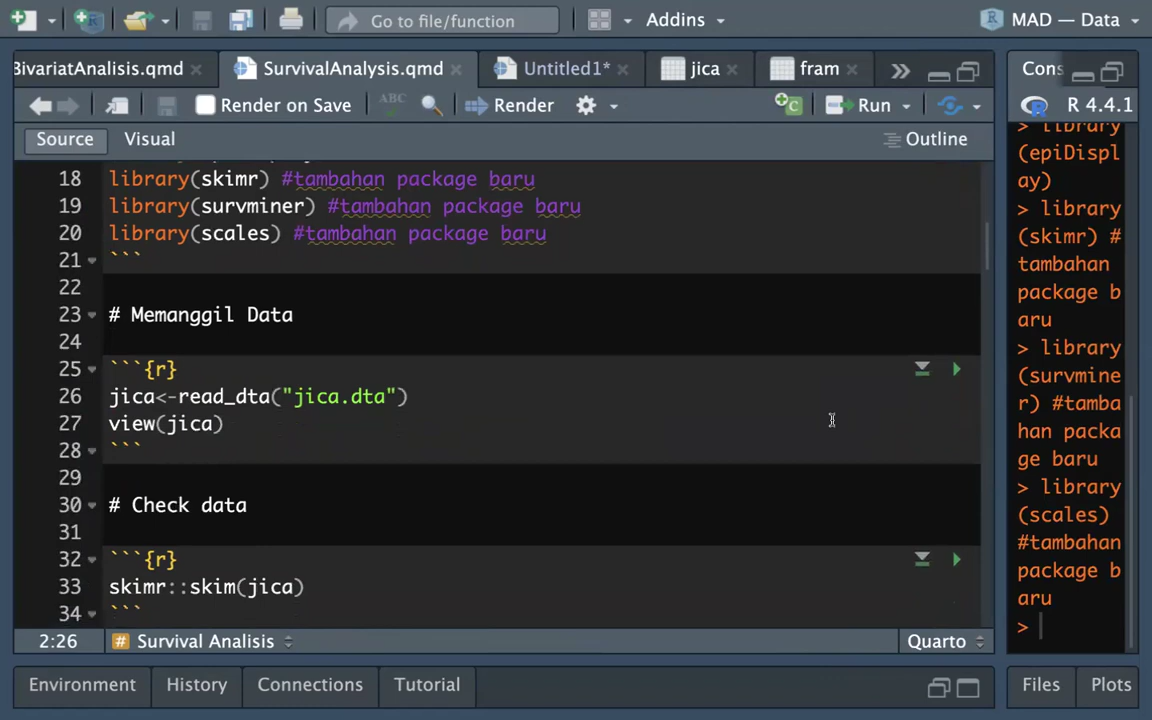 Go to file/function
Addins
MAD — Data
BivariatAnalisis.qmd
SurvivalAnalysis.qmd
Untitled1*
jica
fram
Cons
Render on Save
ABC
Render
Run
R 4.4.1
Source
Visual
Outline
18 library(skimr) #tambahan package baru
19 library(survminer) #tambahan package baru
20 library(scales) #tambahan package baru
21 ```
22
23 # Memanggil Data
24
25 ```{r}
26 jica<-read_dta("jica.dta")
27 view(jica)
28 ```
29
30 # Check data
31
32 ```{r}
33 skimr::skim(jica)
34 ```
2:26
# Survival Analisis
Quarto
> library
(epiDispl
ay)
> library
(skimr) #
tambahan
package b
aru
> library
(survmine
r) #tamba
han packa
ge baru
> library
(scales)
#tambahan
package b
aru
>
Environment
History
Connections
Tutorial
Files
Plots